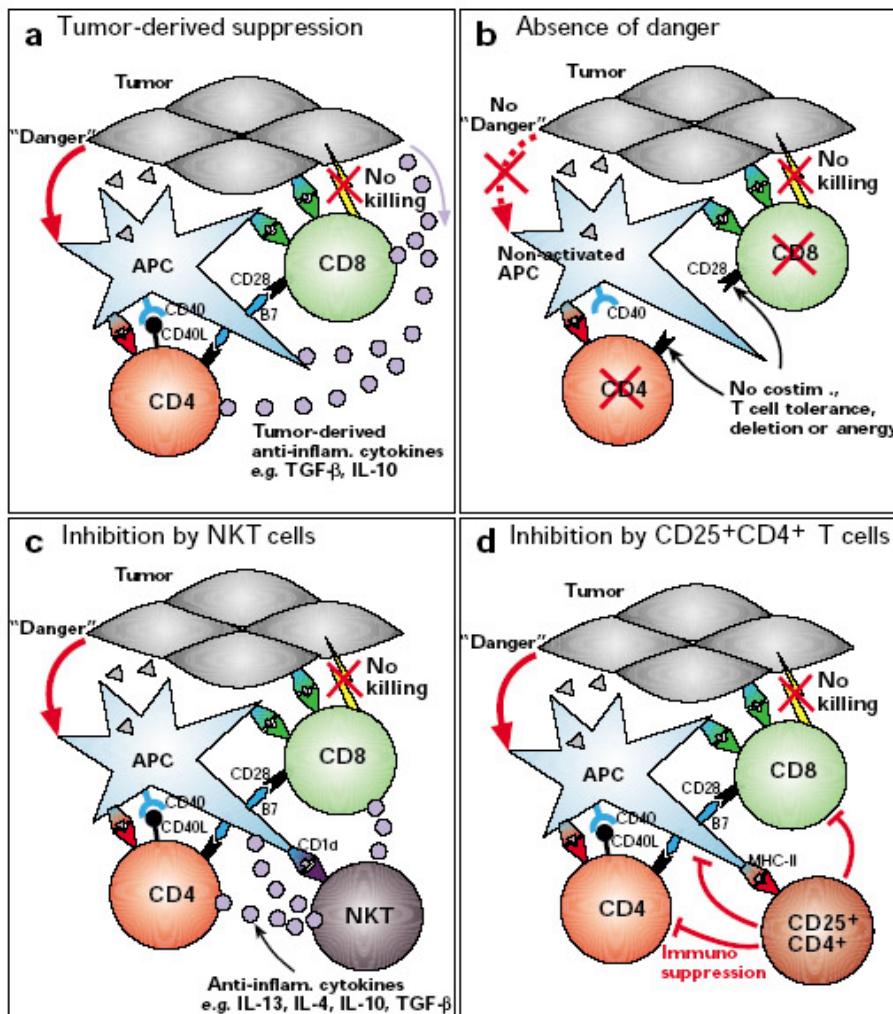 a Tumor-derived suppression
Tumor
"Danger"
No
killing
APC
CD8
CD28
B7
CD40
CD40L
CD4
Tumor-derived
anti-inflam. cytokines
e.g. TGF-β, IL-10
b Absence of danger
Tumor
No
"Danger"
No
killing
Non-activated
APC
CD8
CD28
CD40
CD4
No costim .,
T cell tolerance,
deletion or anergy
c Inhibition by NKT cells
Tumor
"Danger"
No
killing
APC
CD8
CD28
B7
CD40
CD40L
CD1d
CD4
NKT
Anti-inflam. cytokines
e.g. IL-13, IL-4, IL-10, TGF-β
d Inhibition by CD25+CD4+ T cells
Tumor
"Danger"
No
killing
APC
CD8
CD28
B7
CD40
CD40L
MHC-II
CD4
CD25+
CD4+
Immuno
suppression